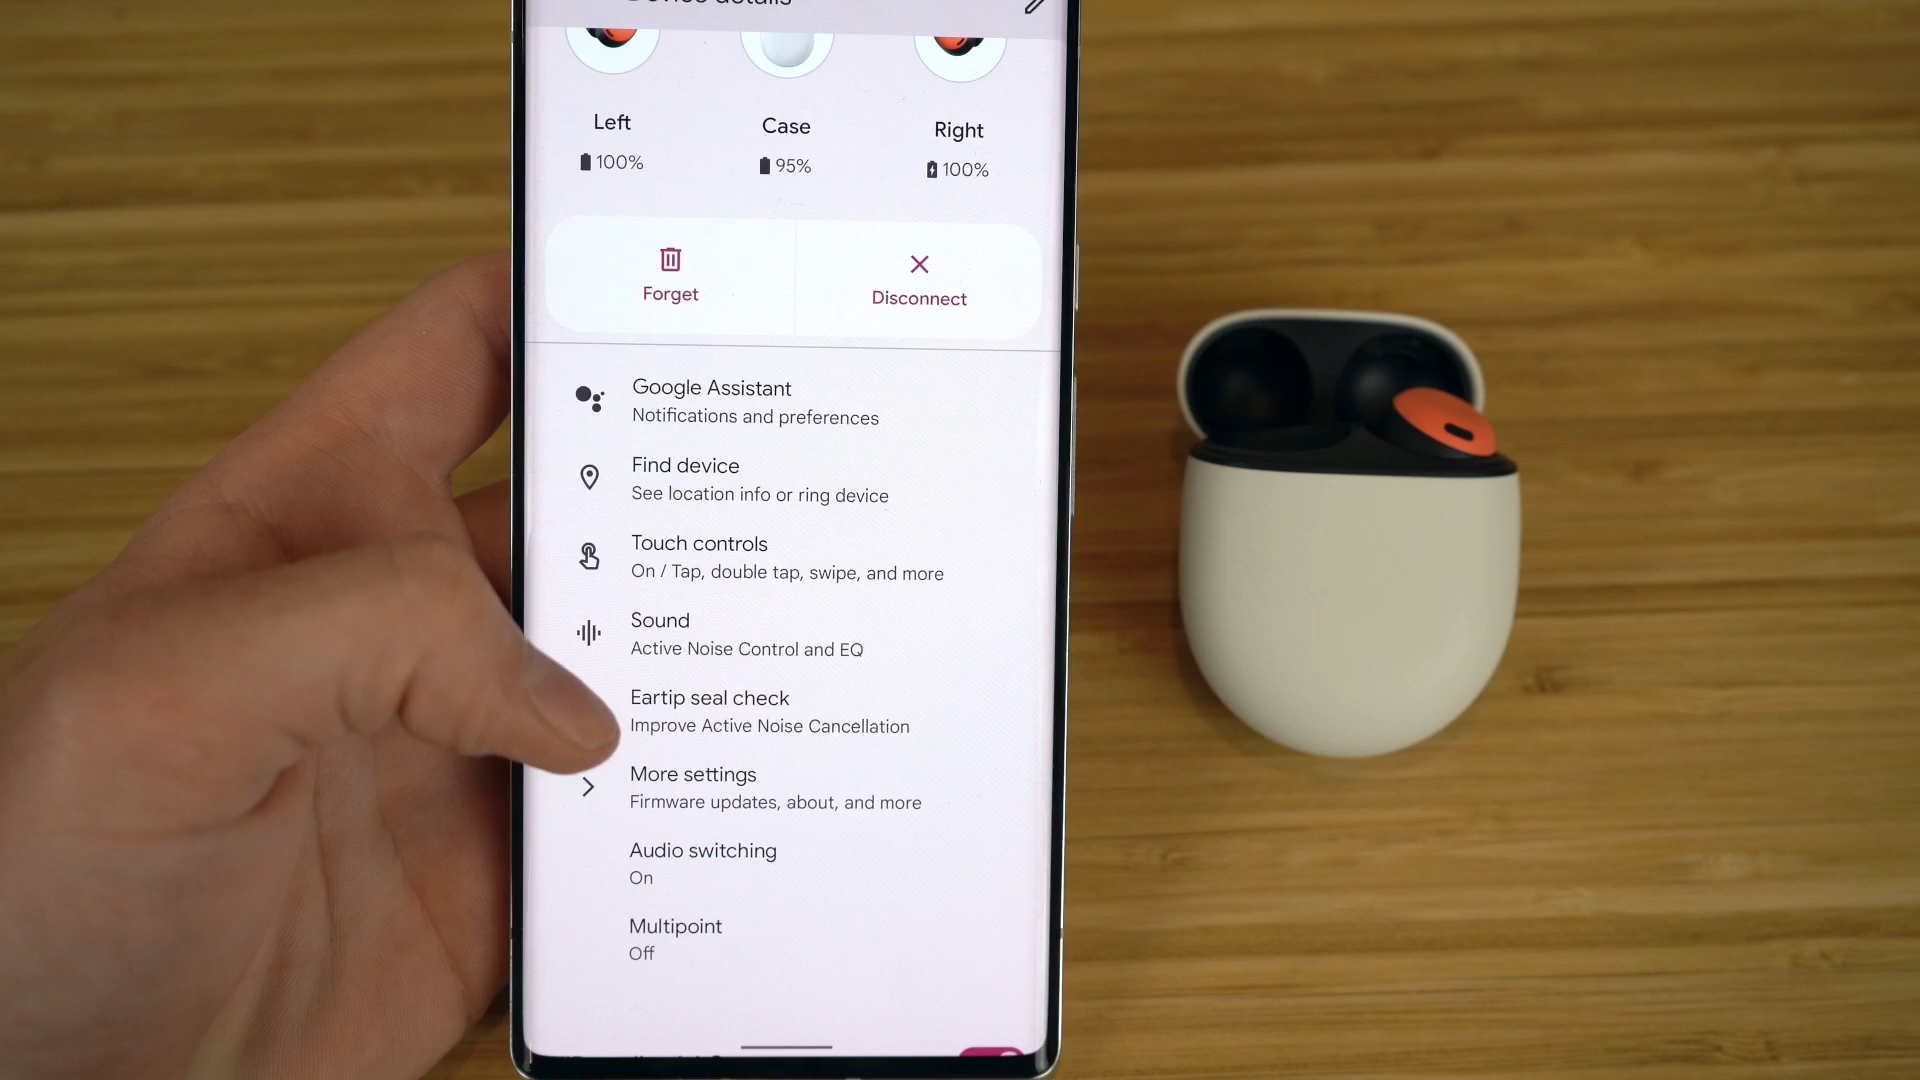 Device details
Left
Case
Right
100%
95%
100%
Forget
Disconnect
Google Assistant
Notifications and preferences
Find device
See location info or ring device
Touch controls
On / Tap, double tap, swipe, and more
Sound
Active Noise Control and EQ
Eartip seal check
Improve Active Noise Cancellation
More settings
Firmware updates, about, and more
Audio switching
On
Multipoint
Off